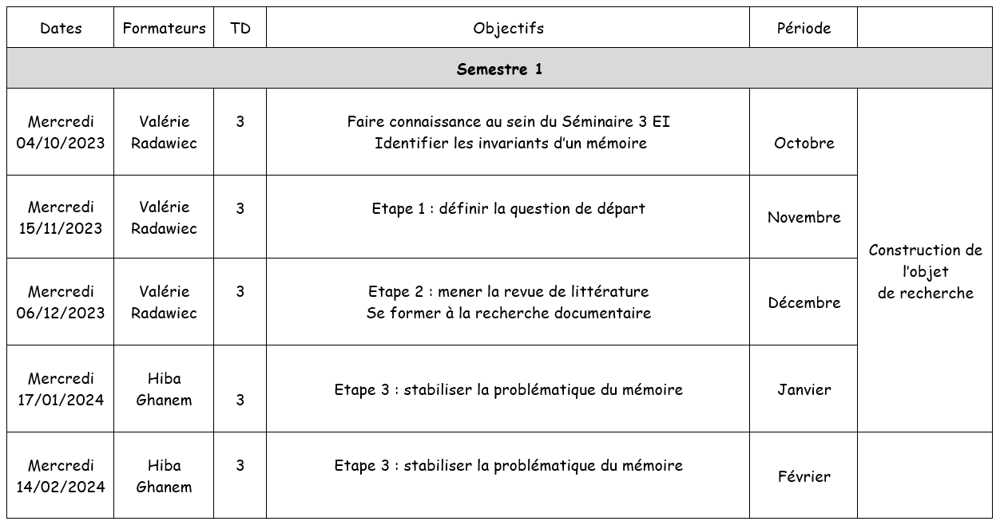 Dates Formateurs TD Objectifs Période
Semestre 1
Mercredi
04/10/2023
Valérie
Radawiec
3
Faire connaissance au sein du Séminaire 3 EI
Identifier les invariants d’un mémoire
Octobre
Construction de
l’objet
de recherche
Mercredi
15/11/2023
Valérie
Radawiec
3
Etape 1 : définir la question de départ
Novembre
Mercredi
06/12/2023
Valérie
Radawiec
3
Etape 2 : mener la revue de littérature
Se former à la recherche documentaire
Décembre
Mercredi
17/01/2024
Hiba
Ghanem
3
Etape 3 : stabiliser la problématique du mémoire
Janvier
Mercredi
14/02/2024
Hiba
Ghanem
3
Etape 3 : stabiliser la problématique du mémoire
Février